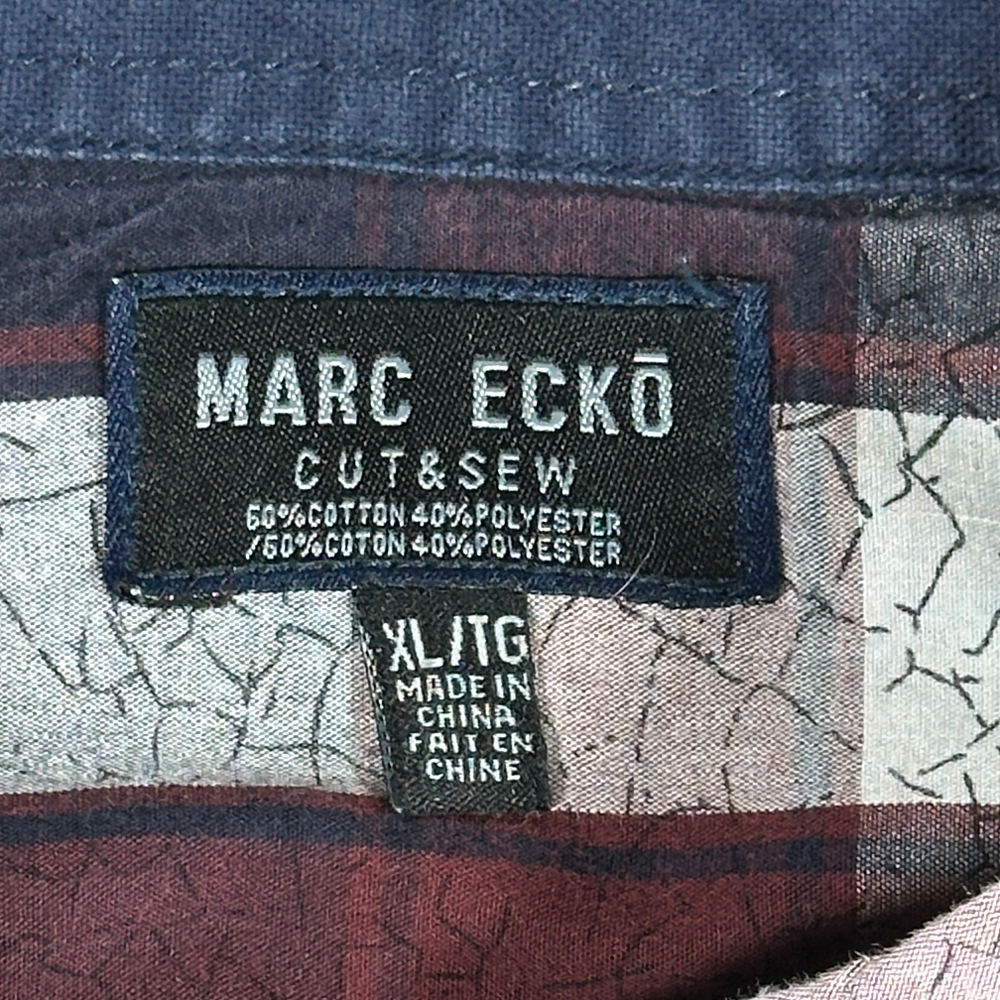 MARC ECKŌ
CUT&SEW
60%COTTON 40%POLYESTER
/60%COTON 40%POLYESTER
XL/TG
MADE IN
CHINA
FAIT EN
CHINE